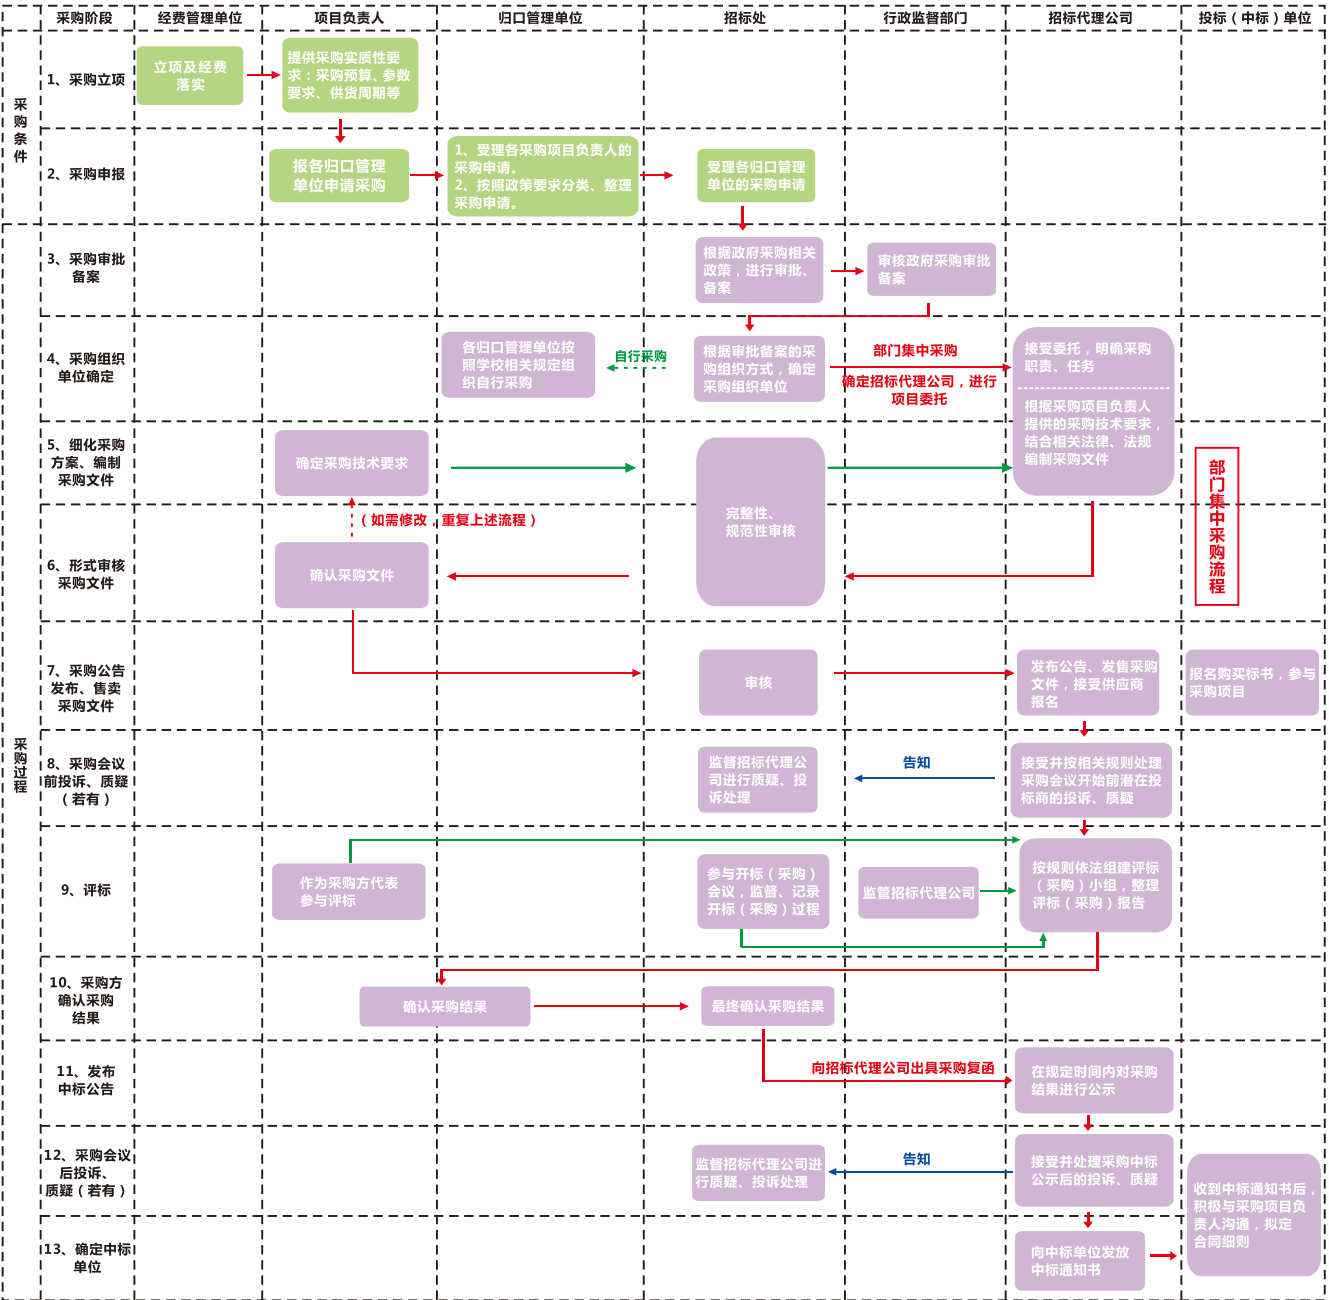 采购阶段
经费管理单位
项目负责人
归口管理单位
招标处
行政监督部门
招标代理公司
投标（中标）单位
采购条件
1、采购立项
立项及经费
落实
提供采购实质性要
求：采购预算、参数
要求、供货周期等
2、采购申报
报各归口管理
单位申请采购
1、受理各采购项目负责人的
采购申请。
2、按照政策要求分类、整理
采购申请。
受理各归口管理
单位的采购申请
采购过程
3、采购审批
备案
根据政府采购相关
政策，进行审批、
备案
审核政府采购审批
备案
4、采购组织
单位确定
各归口管理单位按
照学校相关规定组
织自行采购
自行采购
根据审批备案的采
购组织方式，确定
采购组织单位
部门集中采购
确定招标代理公司，进行
项目委托
接受委托，明确采购
职责、任务
根据采购项目负责人
提供的采购技术要求，
结合相关法律、法规
编制采购文件
5、细化采购
方案、编制
采购文件
确定采购技术要求
完整性、
规范性审核
部门集中采购流程
（如需修改，重复上述流程）
6、形式审核
采购文件
确认采购文件
7、采购公告
发布、售卖
采购文件
审核
发布公告、发售采购
文件，接受供应商
报名
报名购买标书，参与
采购项目
8、采购会议
前投诉、质疑
（若有）
监督招标代理公
司进行质疑、投
诉处理
告知
接受并按相关规则处理
采购会议开始前潜在投
标商的投诉、质疑
9、评标
作为采购方代表
参与评标
参与开标（采购）
会议，监督、记录
开标（采购）过程
监管招标代理公司
按规则依法组建评标
（采购）小组，整理
评标（采购）报告
10、采购方
确认采购
结果
确认采购结果
最终确认采购结果
11、发布
中标公告
向招标代理公司出具采购复函
在规定时间内对采购
结果进行公示
12、采购会议
后投诉、
质疑（若有）
监督招标代理公司进
行质疑、投诉处理
告知
接受并处理采购中标
公示后的投诉、质疑
收到中标通知书后，
积极与采购项目负
责人沟通，拟定
合同细则
13、确定中标
单位
向中标单位发放
中标通知书